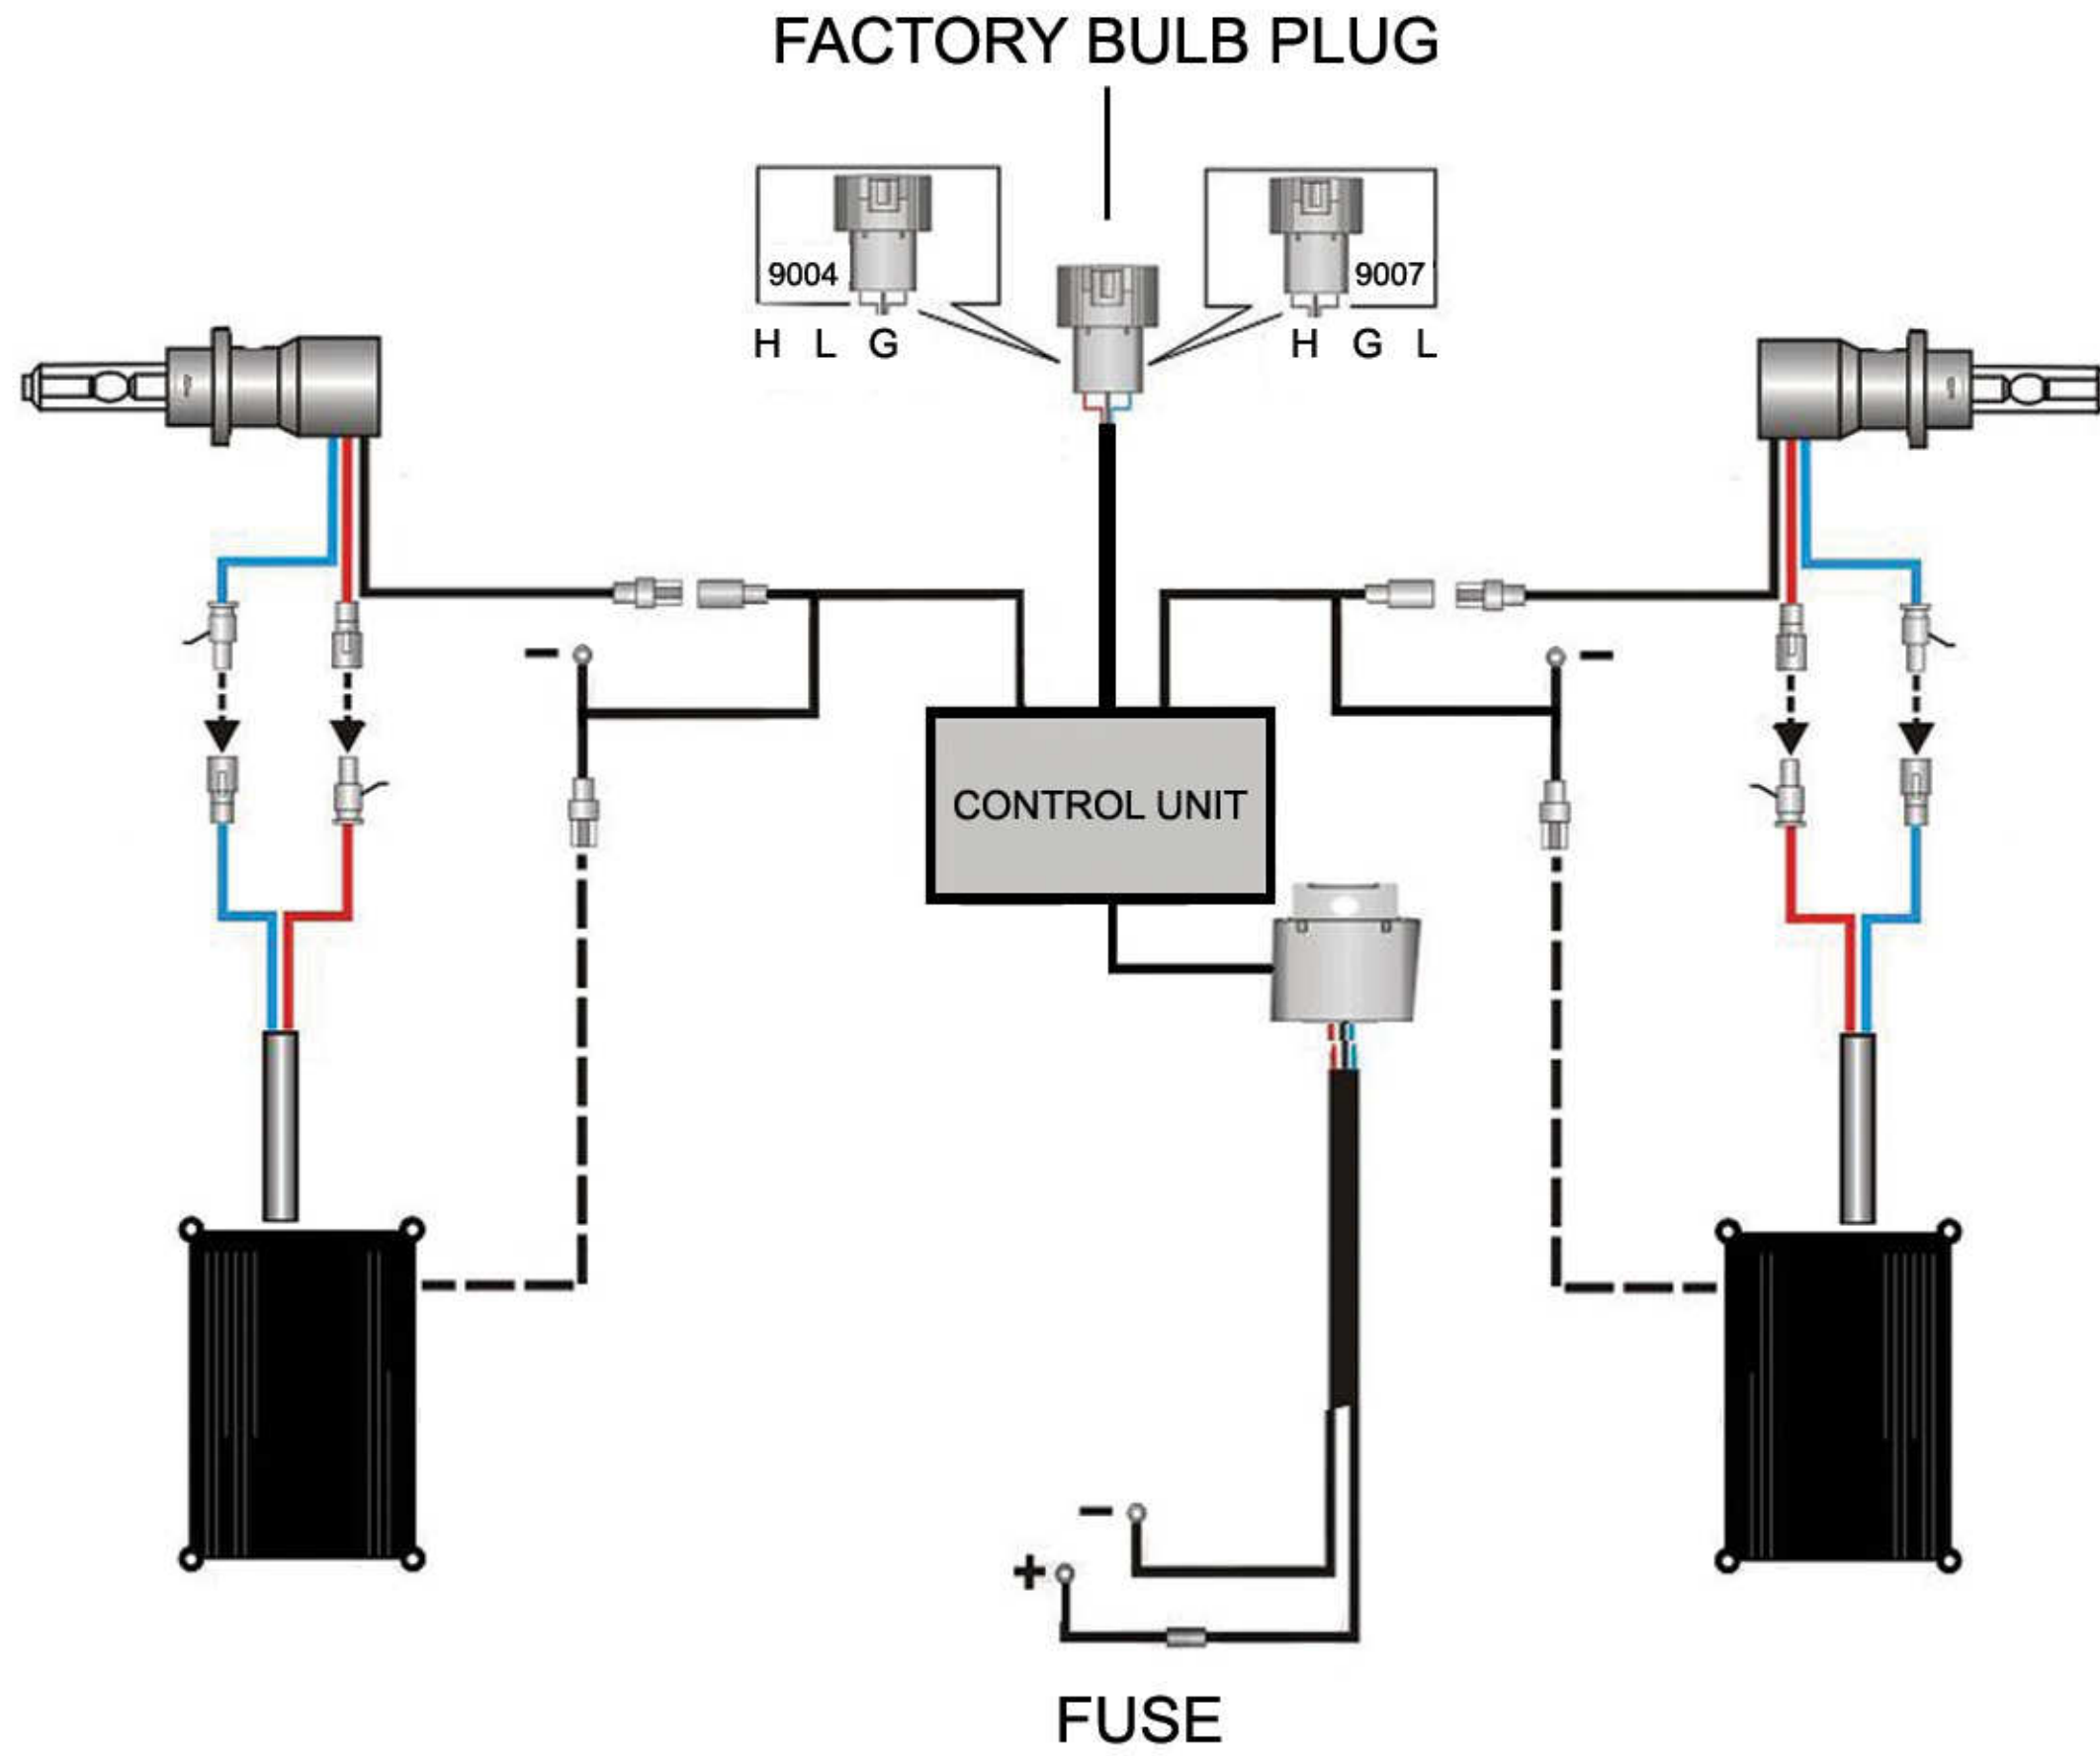 FACTORY BULB PLUG
9004
9007
H L G
H G L
− −
CONTROL UNIT
−
+
FUSE